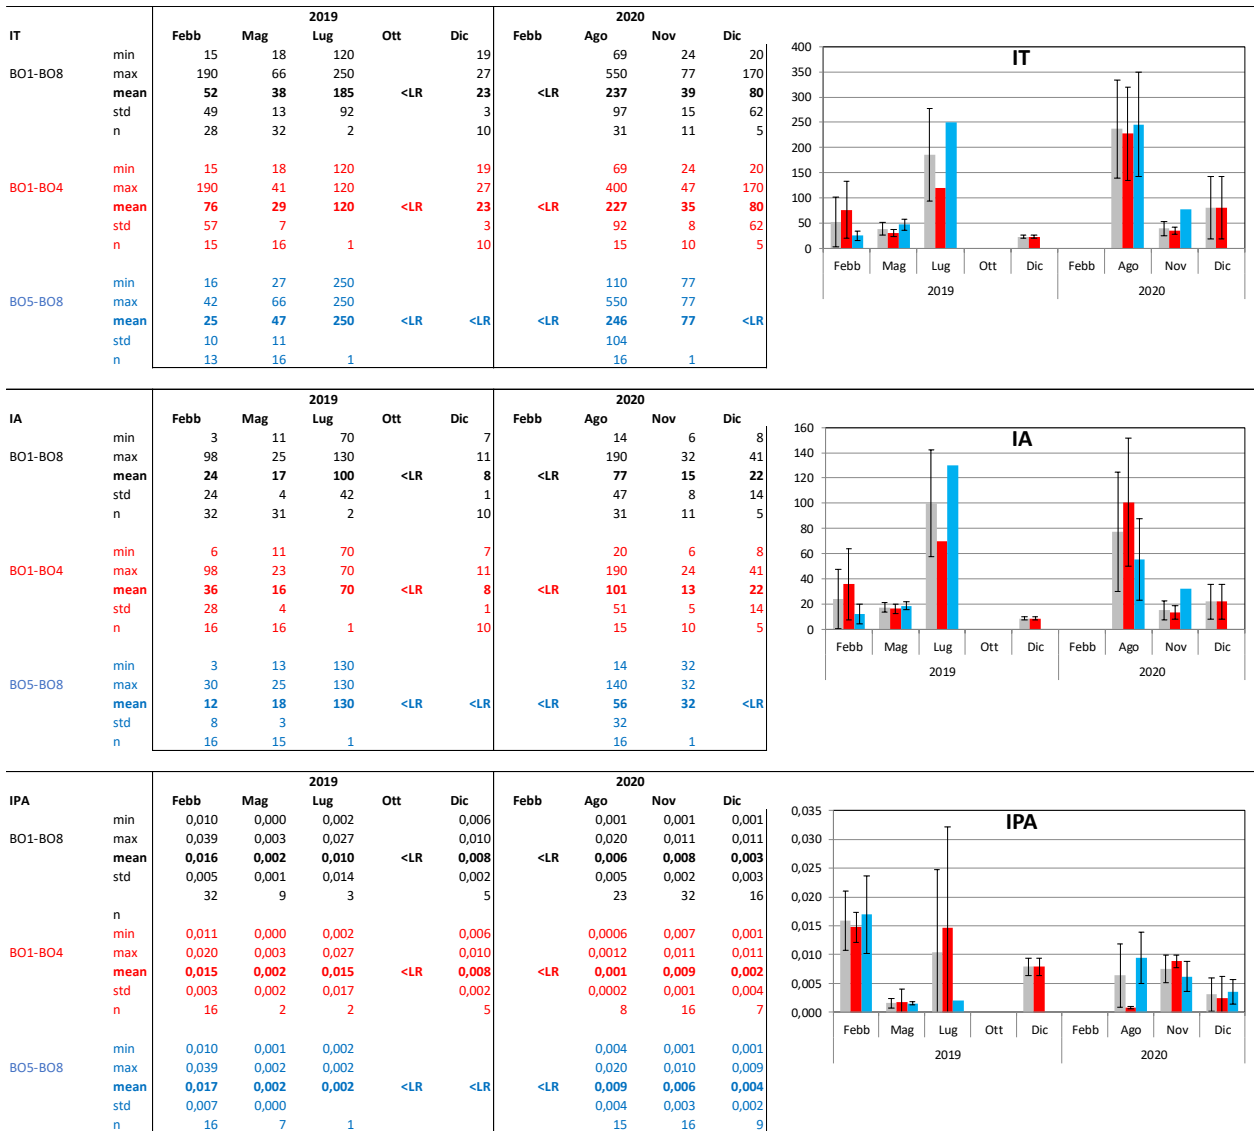 2019 2020
IT Febb Mag Lug Ott Dic Febb Ago Nov Dic
min 15 18 120 19 69 24 20
BO1-BO8 max 190 66 250 27 550 77 170
mean 52 38 185 <LR 23 <LR 237 39 80
std 49 13 92 3 97 15 62
n 28 32 2 10 31 11 5
min 15 18 120 19 69 24 20
BO1-BO4 max 190 41 120 27 400 47 170
mean 76 29 120 <LR 23 <LR 227 35 80
std 57 7 3 92 8 62
n 15 16 1 10 15 10 5
min 16 27 250 110 77
BO5-BO8 max 42 66 250 550 77
mean 25 47 250 <LR <LR <LR 246 77 <LR
std 10 11 104
n 13 16 1 16 1
IT
400
350
300
250
200
150
100
50
0
Febb Mag Lug Ott Dic Febb Ago Nov Dic
2019 2020
2019 2020
IA Febb Mag Lug Ott Dic Febb Ago Nov Dic
min 3 11 70 7 14 6 8
BO1-BO8 max 98 25 130 11 190 32 41
mean 24 17 100 <LR 8 <LR 77 15 22
std 24 4 42 1 47 8 14
n 32 31 2 10 31 11 5
min 6 11 70 7 20 6 8
BO1-BO4 max 98 23 70 11 190 24 41
mean 36 16 70 <LR 8 <LR 101 13 22
std 28 4 1 51 5 14
n 16 16 1 10 15 10 5
min 3 13 130 14 32
BO5-BO8 max 30 25 130 140 32
mean 12 18 130 <LR <LR <LR 56 32 <LR
std 8 3 32
n 16 15 1 16 1
IA
160
140
120
100
80
60
40
20
0
Febb Mag Lug Ott Dic Febb Ago Nov Dic
2019 2020
2019 2020
IPA Febb Mag Lug Ott Dic Febb Ago Nov Dic
min 0,010 0,000 0,002 0,006 0,001 0,001 0,001
BO1-BO8 max 0,039 0,003 0,027 0,010 0,020 0,011 0,011
mean 0,016 0,002 0,010 <LR 0,008 <LR 0,006 0,008 0,003
std 0,005 0,001 0,014 0,002 0,005 0,002 0,003
32 9 3 5 23 32 16
n
min 0,011 0,000 0,002 0,006 0,0006 0,007 0,001
BO1-BO4 max 0,020 0,003 0,027 0,010 0,0012 0,011 0,011
mean 0,015 0,002 0,015 <LR 0,008 <LR 0,001 0,009 0,002
std 0,003 0,002 0,017 0,002 0,0002 0,001 0,004
n 16 2 2 5 8 16 7
min 0,010 0,001 0,002 0,004 0,001 0,001
BO5-BO8 max 0,039 0,002 0,002 0,020 0,010 0,009
mean 0,017 0,002 0,002 <LR <LR <LR 0,009 0,006 0,004
std 0,007 0,000 0,004 0,003 0,002
n 16 7 1 15 16 9
IPA
0,035
0,030
0,025
0,020
0,015
0,010
0,005
0,000
Febb Mag Lug Ott Dic Febb Ago Nov Dic
2019 2020